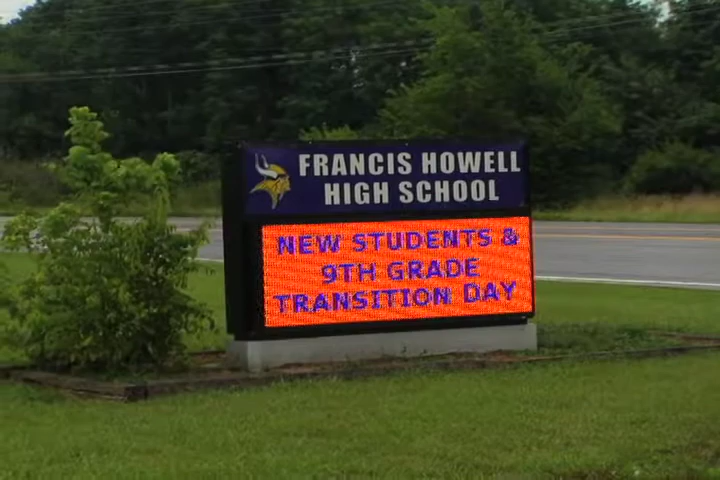 FRANCIS HOWELL
HIGH SCHOOL
NEW STUDENTS &
9TH GRADE
TRANSITION DAY